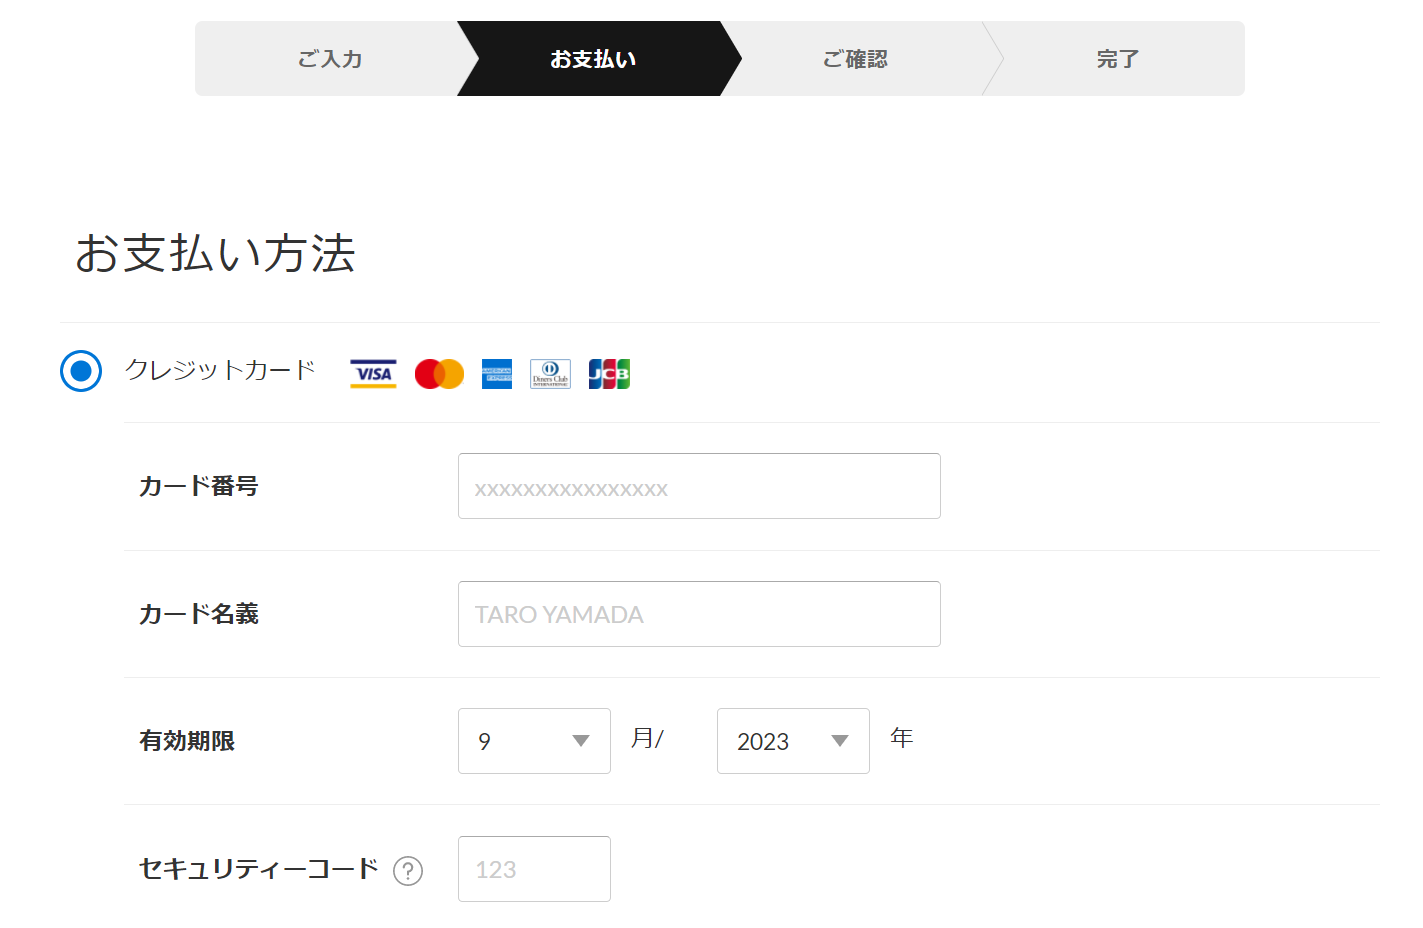 ご入力 お支払い ご確認 完了
お支払い方法
クレジットカード VISA AMERICAN EXPRESS Diners Club INTERNATIONAL JCB
カード番号 xxxxxxxxxxxxxxxx
カード名義 TARO YAMADA
有効期限 9 月/ 2023 年
セキュリティーコード ? 123